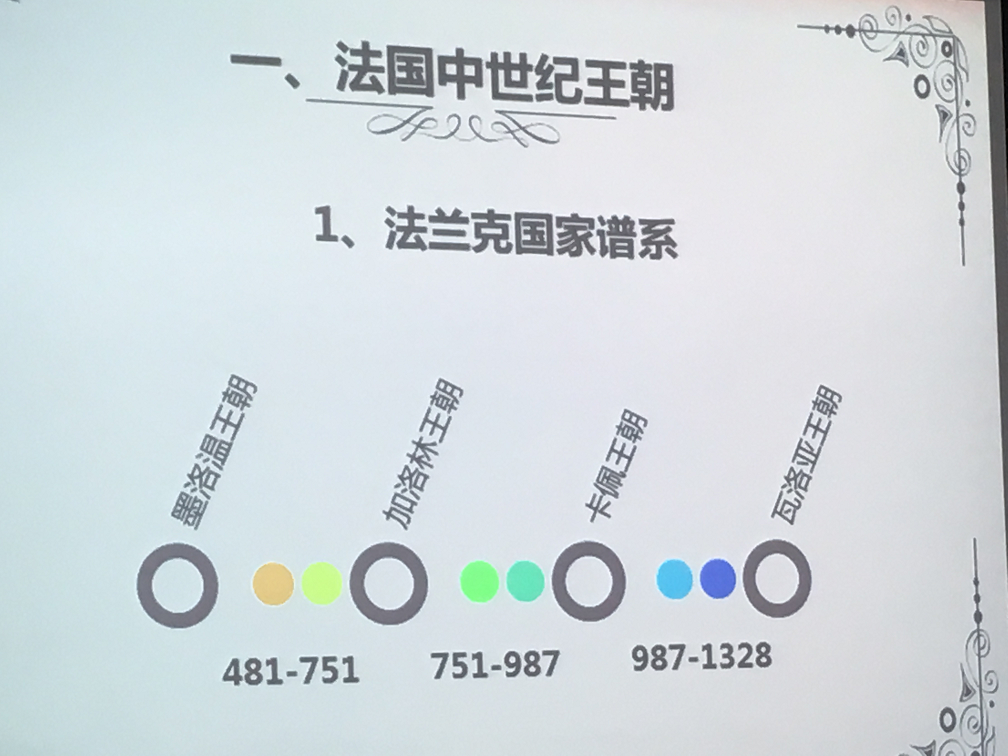 一、法国中世纪王朝
1、法兰克国家谱系
墨洛温王朝
加洛林王朝
卡佩王朝
瓦洛亚王朝
481-751
751-987
987-1328